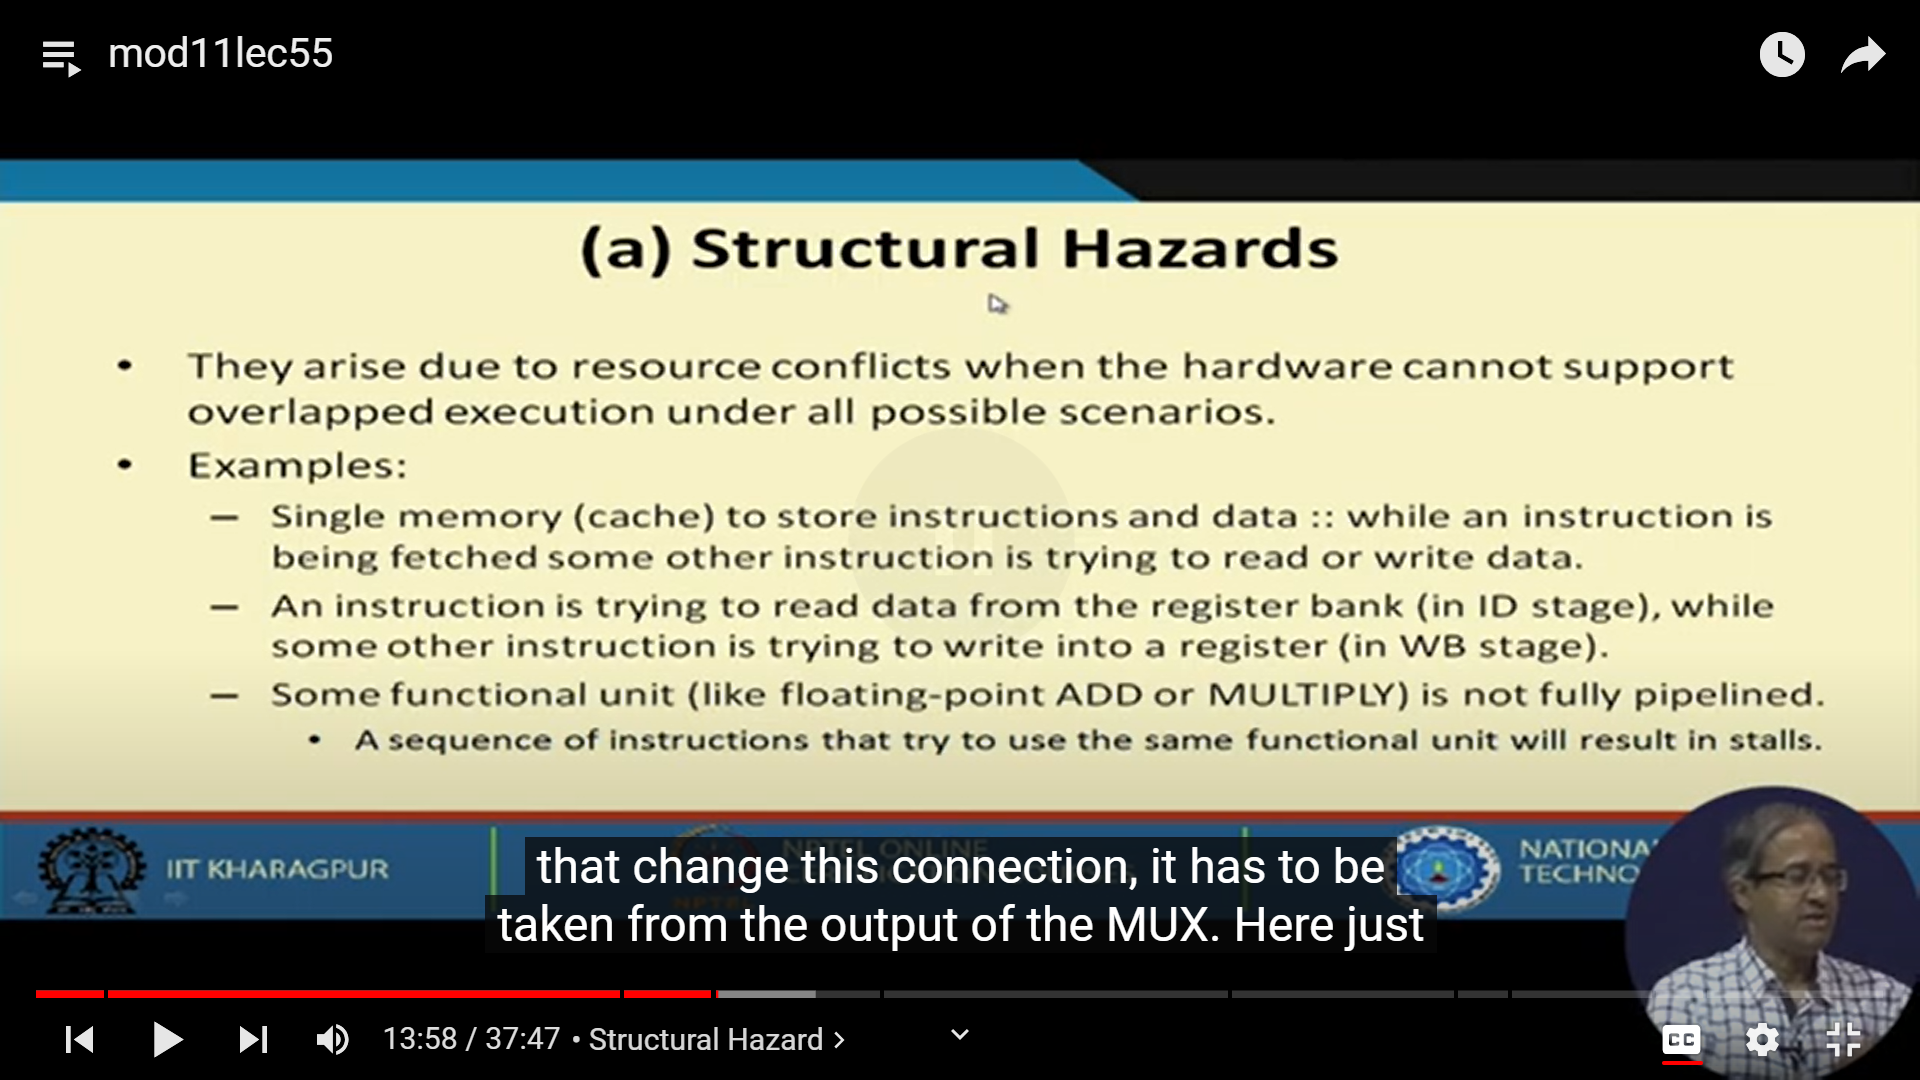 mod11lec55
(a) Structural Hazards
• They arise due to resource conflicts when the hardware cannot support
overlapped execution under all possible scenarios.
• Examples:
– Single memory (cache) to store instructions and data :: while an instruction is
being fetched some other instruction is trying to read or write data.
– An instruction is trying to read data from the register bank (in ID stage), while
some other instruction is trying to write into a register (in WB stage).
– Some functional unit (like floating-point ADD or MULTIPLY) is not fully pipelined.
• A sequence of instructions that try to use the same functional unit will result in stalls.
IIT KHARAGPUR
NPTEL ONLINE
NATIONA
TECHNO
that change this connection, it has to be
taken from the output of the MUX. Here just
13:58 / 37:47 • Structural Hazard ›
CC